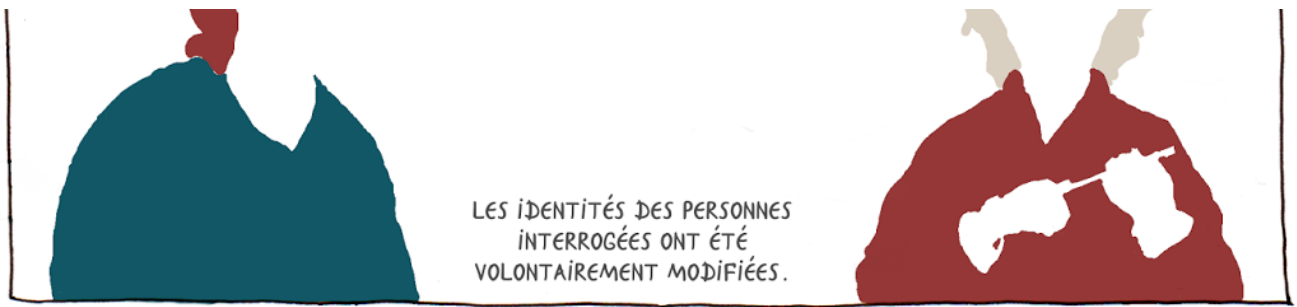 LES IDENTITÉS DES PERSONNES
INTERROGÉES ONT ÉTÉ
VOLONTAIREMENT MODIFIÉES.